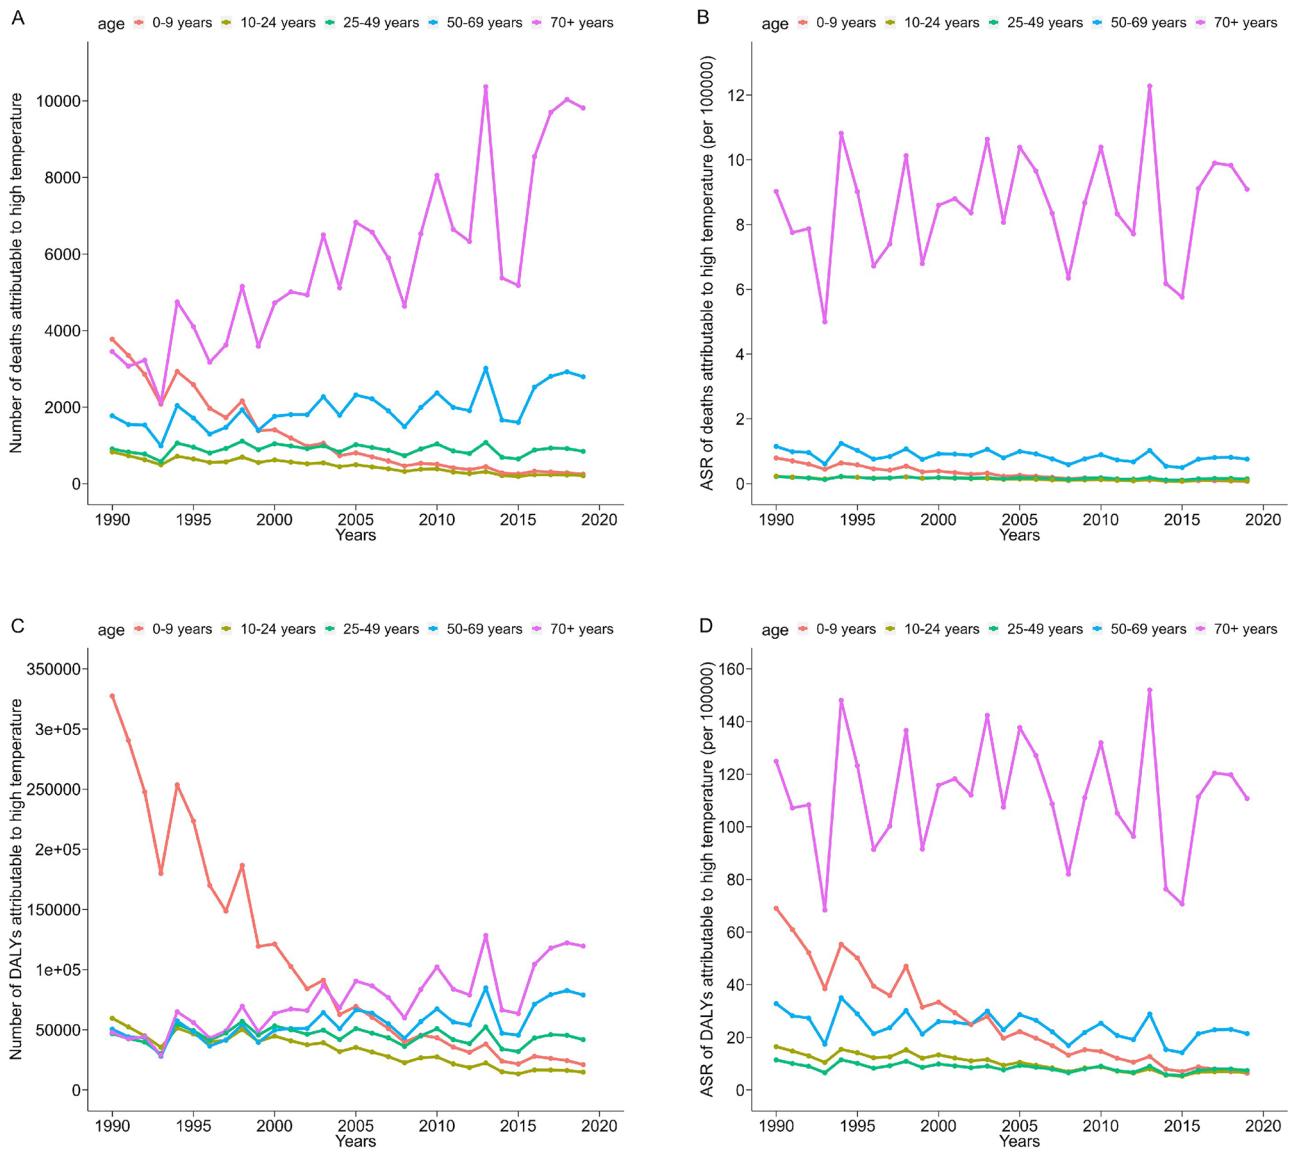 A
age 0-9 years 10-24 years 25-49 years 50-69 years 70+ years
Number of deaths attributable to high temperature
10000
8000
6000
4000
2000
0
1990 1995 2000 2005 2010 2015 2020
Years
B
age 0-9 years 10-24 years 25-49 years 50-69 years 70+ years
ASR of deaths attributable to high temperature (per 100000)
12
10
8
6
4
2
0
1990 1995 2000 2005 2010 2015 2020
Years
C
age 0-9 years 10-24 years 25-49 years 50-69 years 70+ years
Number of DALYs attributable to high temperature
350000
3e+05
250000
2e+05
150000
1e+05
50000
0
1990 1995 2000 2005 2010 2015 2020
Years
D
age 0-9 years 10-24 years 25-49 years 50-69 years 70+ years
ASR of DALYs attributable to high temperature (per 100000)
160
140
120
100
80
60
40
20
0
1990 1995 2000 2005 2010 2015 2020
Years